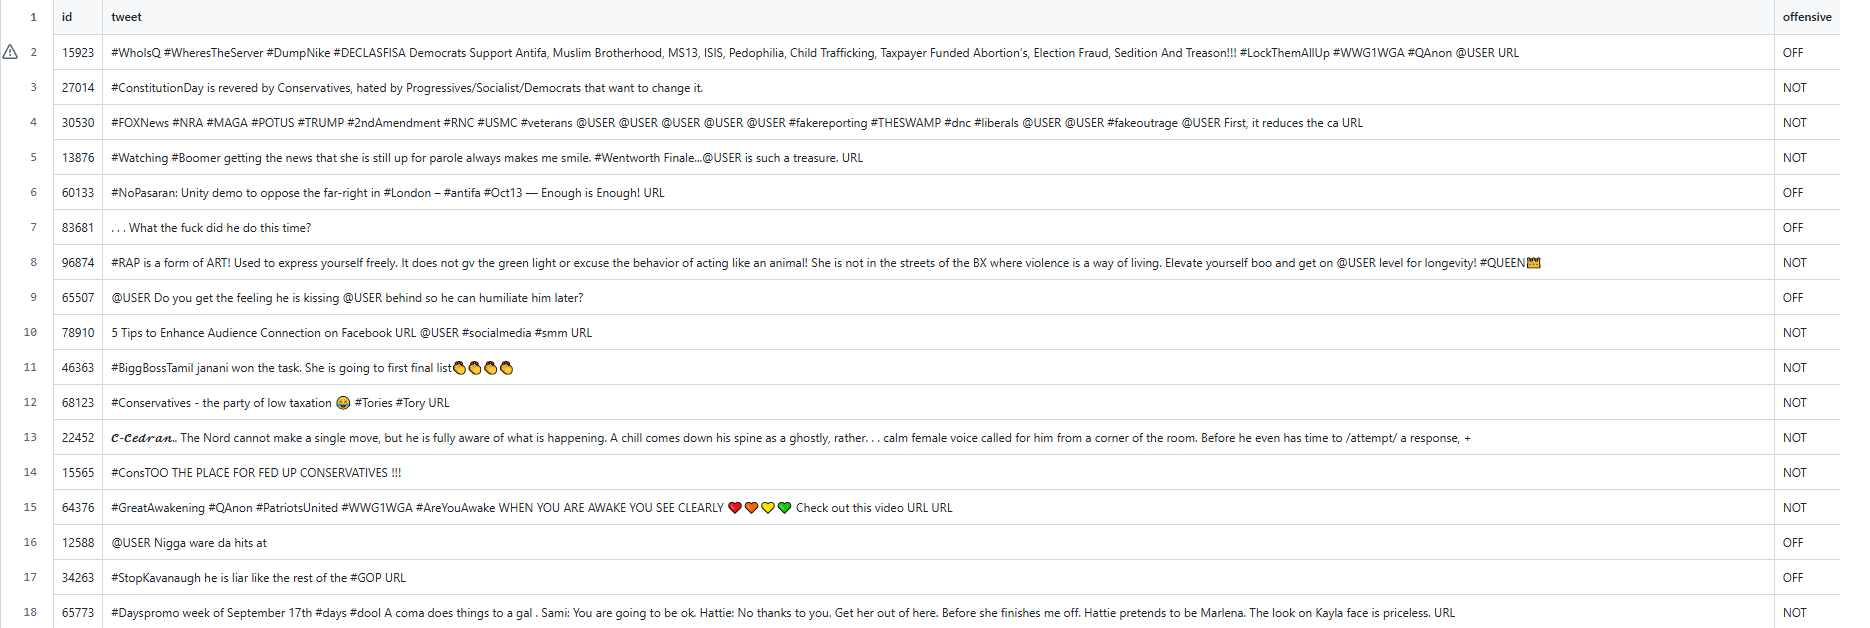 1 id tweet offensive
2 15923 #WhoIsQ #WheresTheServer #DumpNike #DECLASFISA Democrats Support Antifa, Muslim Brotherhood, MS13, ISIS, Pedophilia, Child Trafficking, Taxpayer Funded Abortion’s, Election Fraud, Sedition And Treason!!! #LockThemAllUp #WWG1WGA #QAnon @USER URL OFF
3 27014 #ConstitutionDay is revered by Conservatives, hated by Progressives/Socialist/Democrats that want to change it. NOT
4 30530 #FOXNews #NRA #MAGA #POTUS #TRUMP #2ndAmendment #RNC #USMC #veterans @USER @USER @USER @USER @USER #fakereporting #THESWAMP #dnc #liberals @USER @USER #fakeoutrage @USER First, it reduces the ca URL NOT
5 13876 #Watching #Boomer getting the news that she is still up for parole always makes me smile. #Wentworth Finale...@USER is such a treasure. URL NOT
6 60133 #NoPasaran: Unity demo to oppose the far-right in #London – #antifa #Oct13 — Enough is Enough! URL OFF
7 83681 . . . What the fuck did he do this time? OFF
8 96874 #RAP is a form of ART! Used to express yourself freely. It does not gv the green light or excuse the behavior of acting like an animal! She is not in the streets of the BX where violence is a way of living. Elevate yourself boo and get on @USER level for longevity! #QUEEN👑 NOT
9 65507 @USER Do you get the feeling he is kissing @USER behind so he can humiliate him later? OFF
10 78910 5 Tips to Enhance Audience Connection on Facebook URL @USER #socialmedia #smm URL NOT
11 46363 #BiggBossTamil janani won the task. She is going to first final list👏👏👏👏 NOT
12 68123 #Conservatives - the party of low taxation 😂 #Tories #Tory URL NOT
13 22452 𝓒-𝓒𝓮𝓭𝓻𝓪𝓷.. The Nord cannot make a single move, but he is fully aware of what is happening. A chill comes down his spine as a ghostly, rather. . . calm female voice called for him from a corner of the room. Before he even has time to /attempt/ a response, + NOT
14 15565 #ConsTOO THE PLACE FOR FED UP CONSERVATIVES !!! NOT
15 64376 #GreatAwakening #QAnon #PatriotsUnited #WWG1WGA #AreYouAwake WHEN YOU ARE AWAKE YOU SEE CLEARLY ❤️🧡💛💚 Check out this video URL URL NOT
16 12588 @USER Nigga ware da hits at OFF
17 34263 #StopKavanaugh he is liar like the rest of the #GOP URL OFF
18 65773 #Dayspromo week of September 17th #days #dool A coma does things to a gal . Sami: You are going to be ok. Hattie: No thanks to you. Get her out of here. Before she finishes me off. Hattie pretends to be Marlena. The look on Kayla face is priceless. URL NOT